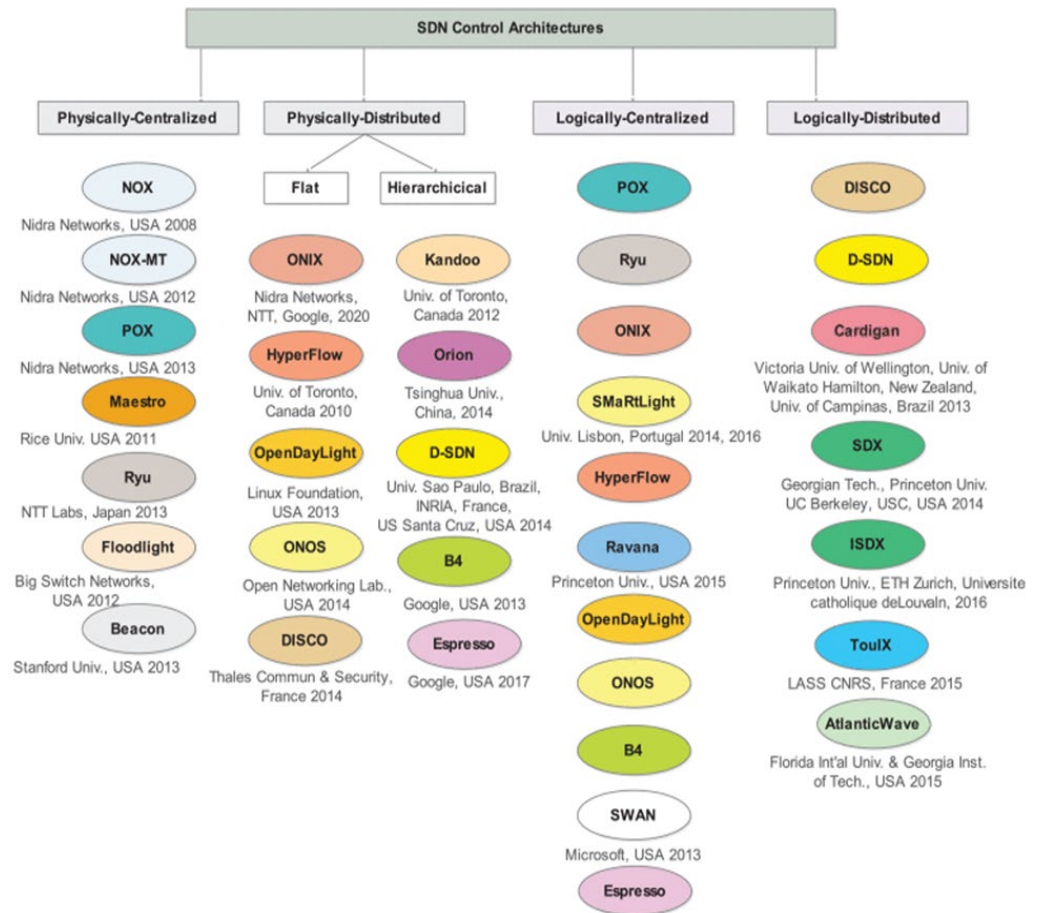 SDN Control Architectures
Physically-Centralized
NOX
Nidra Networks, USA 2008
NOX-MT
Nidra Networks, USA 2012
POX
Nidra Networks, USA 2013
Maestro
Rice Univ. USA 2011
Ryu
NTT Labs, Japan 2013
Floodlight
Big Switch Networks,
USA 2012
Beacon
Stanford Univ., USA 2013
Physically-Distributed
Flat
ONIX
Nidra Networks,
NTT, Google, 2020
HyperFlow
Univ. of Toronto,
Canada 2010
OpenDayLight
Linux Foundation,
USA 2013
ONOS
Open Networking Lab.,
USA 2014
DISCO
Thales Commun & Security,
France 2014
Hierarchicical
Kandoo
Univ. of Toronto,
Canada 2012
Orion
Tsinghua Univ.,
China, 2014
D-SDN
Univ. Sao Paulo, Brazil,
INRIA, France,
US Santa Cruz, USA 2014
B4
Google, USA 2013
Espresso
Google, USA 2017
Logically-Centralized
POX
Ryu
ONIX
SMaRtLight
Univ. Lisbon, Portugal 2014, 2016
HyperFlow
Ravana
Princeton Univ., USA 2015
OpenDayLight
ONOS
B4
SWAN
Microsoft, USA 2013
Espresso
Logically-Distributed
DISCO
D-SDN
Cardigan
Victoria Univ. of Wellington, Univ. of
Waikato Hamilton, New Zealand,
Univ. of Campinas, Brazil 2013
SDX
Georgian Tech., Princeton Univ.
UC Berkeley, USC, USA 2014
ISDX
Princeton Univ., ETH Zurich, Universite
catholique deLouvaln, 2016
TouIX
LASS CNRS, France 2015
AtlanticWave
Florida Int'al Univ. & Georgia Inst.
of Tech., USA 2015